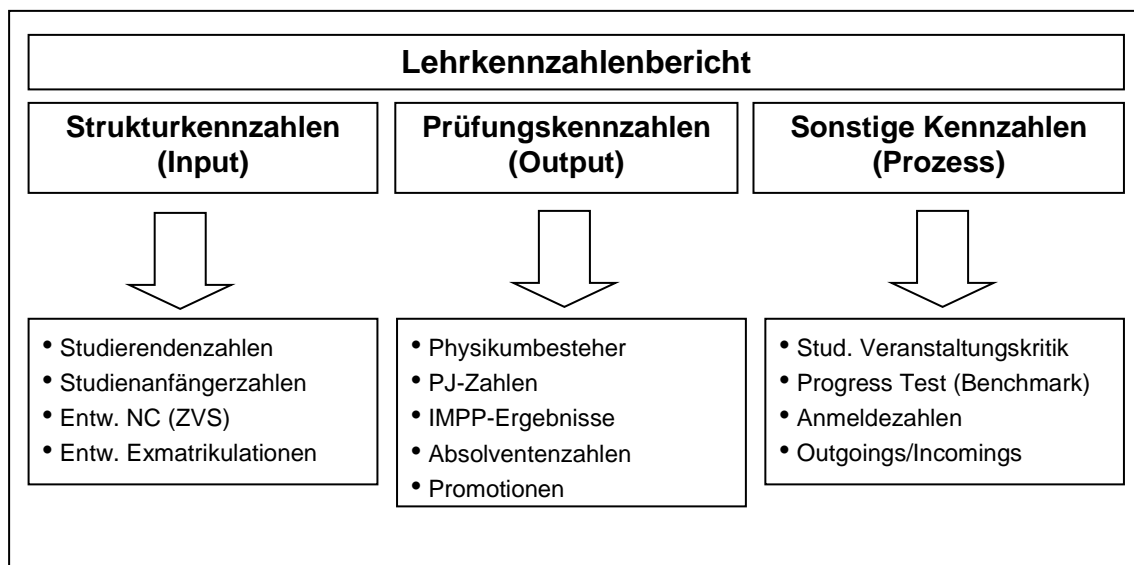 Lehrkennzahlenbericht
Strukturkennzahlen
(Input)
Prüfungskennzahlen
(Output)
Sonstige Kennzahlen
(Prozess)
• Studierendenzahlen
• Studienanfängerzahlen
• Entw. NC (ZVS)
• Entw. Exmatrikulationen
• Physikumbesteher
• PJ-Zahlen
• IMPP-Ergebnisse
• Absolventenzahlen
• Promotionen
• Stud. Veranstaltungskritik
• Progress Test (Benchmark)
• Anmeldezahlen
• Outgoings/Incomings